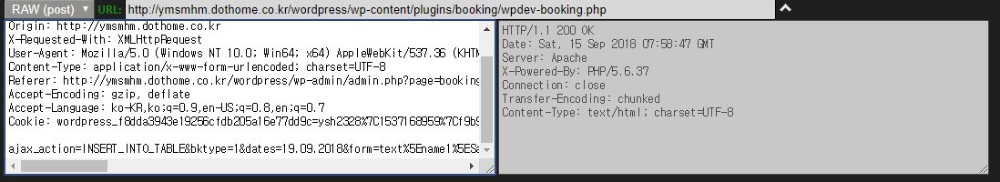 RAW (post) ▼ URL: http://ymsmhm.dothome.co.kr/wordpress/wp-content/plugins/booking/wpdev-booking.php
Origin: http://ymsmhm.dothome.co.kr
X-Requested-With: XMLHttpRequest
User-Agent: Mozilla/5.0 (Windows NT 10.0; Win64; x64) AppleWebKit/537.36 (KHTM
Content-Type: application/x-www-form-urlencoded; charset=UTF-8
Referer: http://ymsmhm.dothome.co.kr/wordpress/wp-admin/admin.php?page=booking
Accept-Encoding: gzip, deflate
Accept-Language: ko-KR,ko;q=0.9,en-US;q=0.8,en;q=0.7
Cookie: wordpress_f8dda3943e19256cfdb205a16e77dd9c=ysh2328%7C1537168959%7Cf9b9
ajax_action=INSERT_INTO_TABLE&bktype=1&dates=19.09.2018&form=text%5Ename1%5ESa
HTTP/1.1 200 OK
Date: Sat, 15 Sep 2018 07:58:47 GMT
Server: Apache
X-Powered-By: PHP/5.6.37
Connection: close
Transfer-Encoding: chunked
Content-Type: text/html; charset=UTF-8